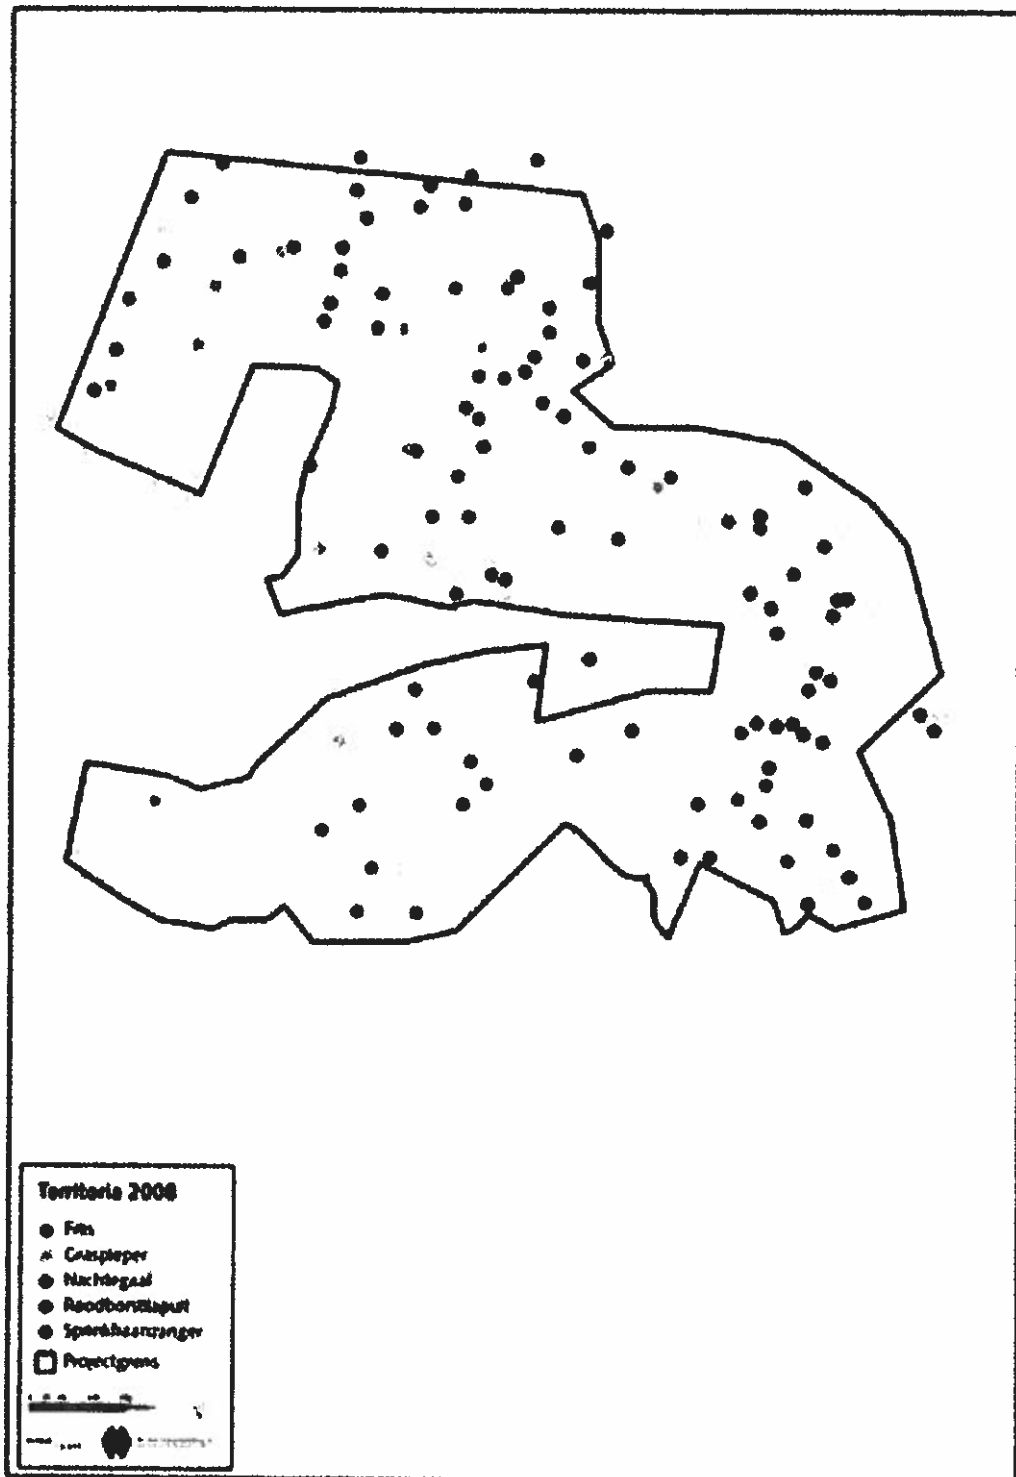 Territoria 2008
Fitis
Graspieper
Nachtegaal
Roodborsttapuit
Sprinkhaanzanger
Projectgrens